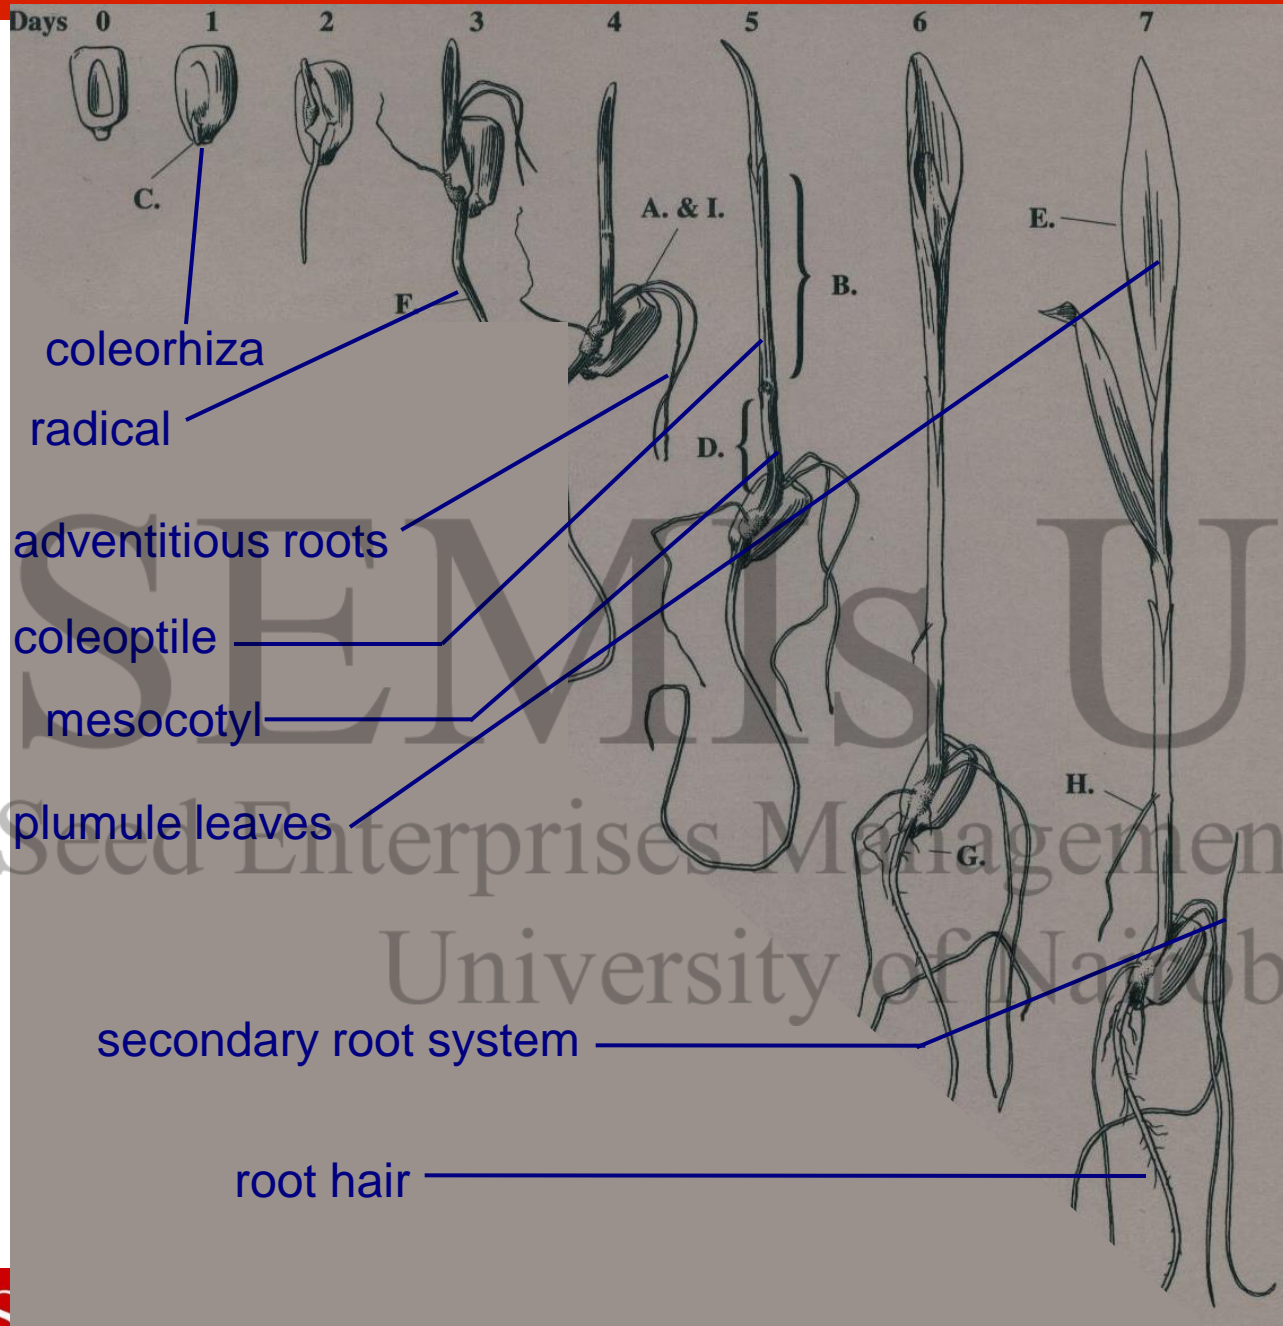 Days 0 1 2 3 4 5 6 7
C.
A. & I.
E.
B.
F.
coleorhiza
radical
D.
adventitious roots
SEMIs U
coleoptile
mesocotyl
H.
plumule leaves
Seed Enterprises Managemen
G.
University of Nairob
secondary root system
root hair